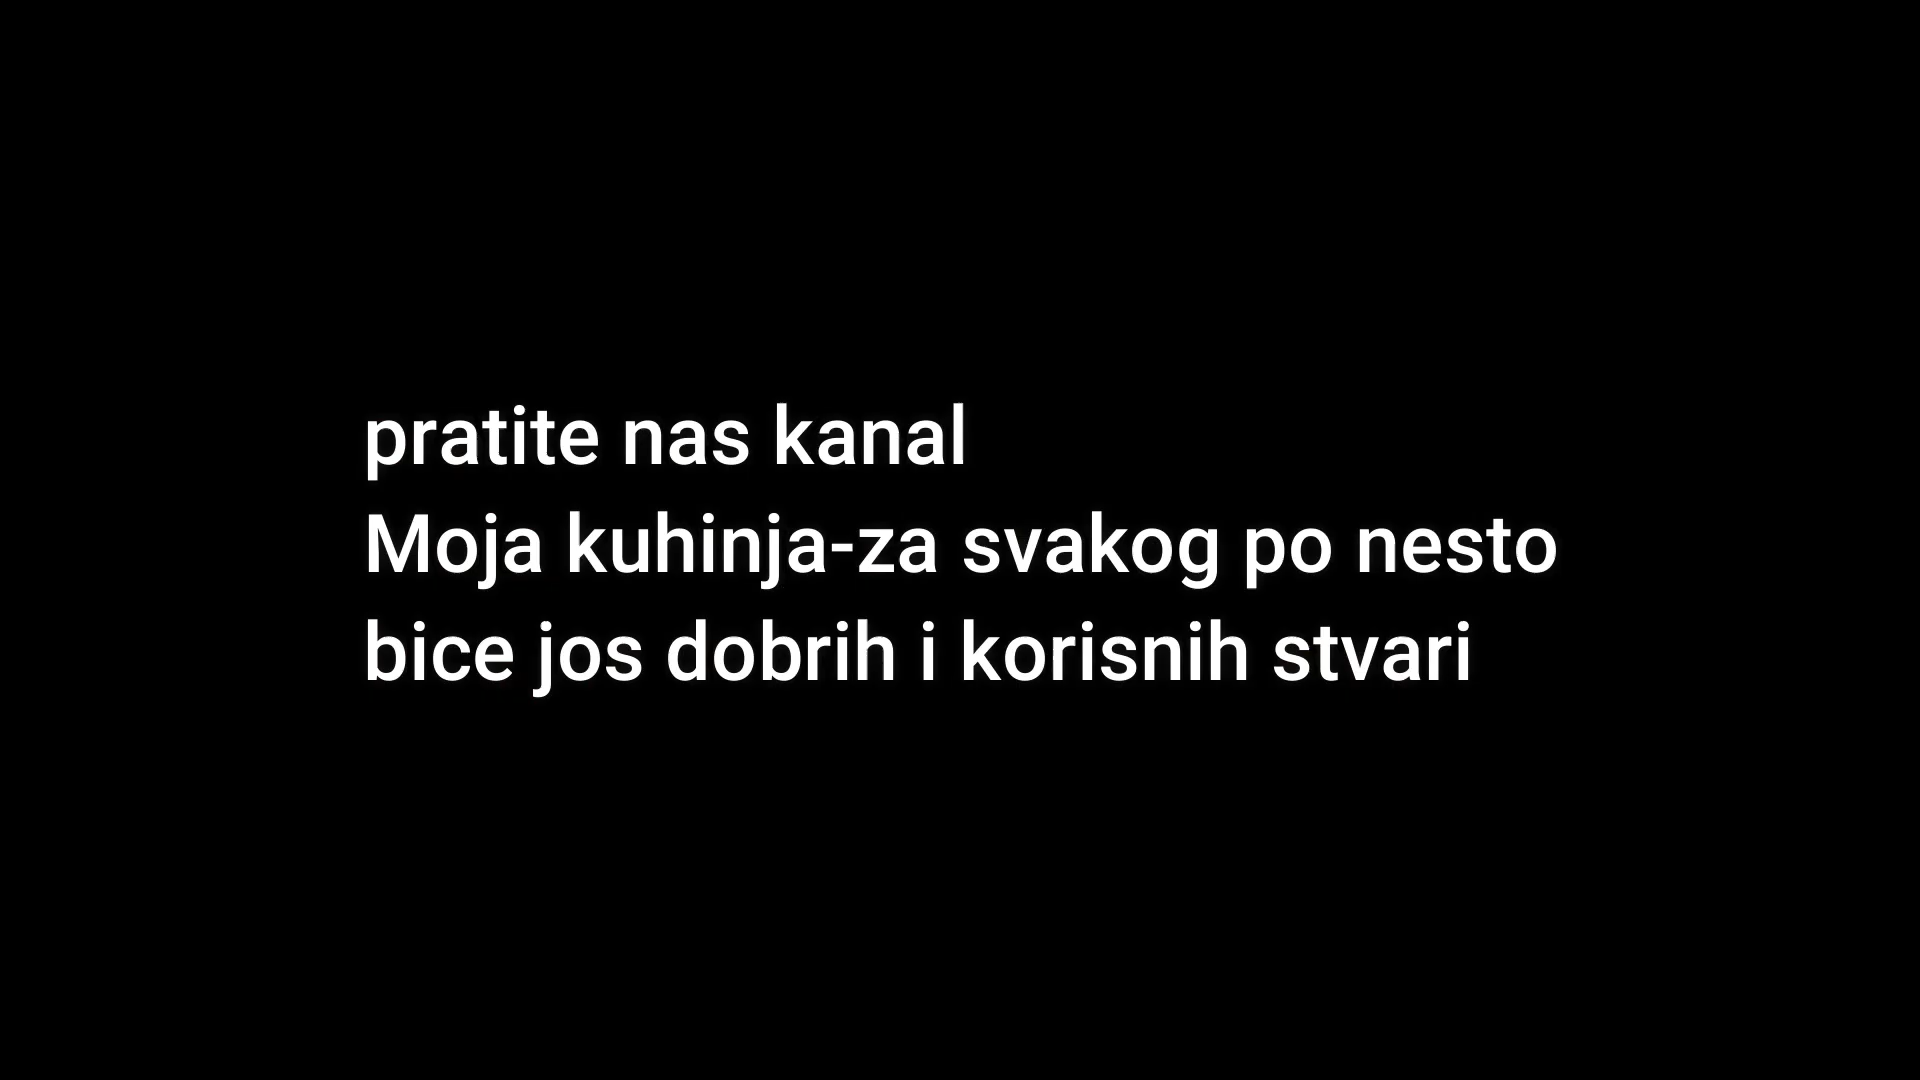 pratite nas kanal
Moja kuhinja-za svakog po nesto
bice jos dobrih i korisnih stvari